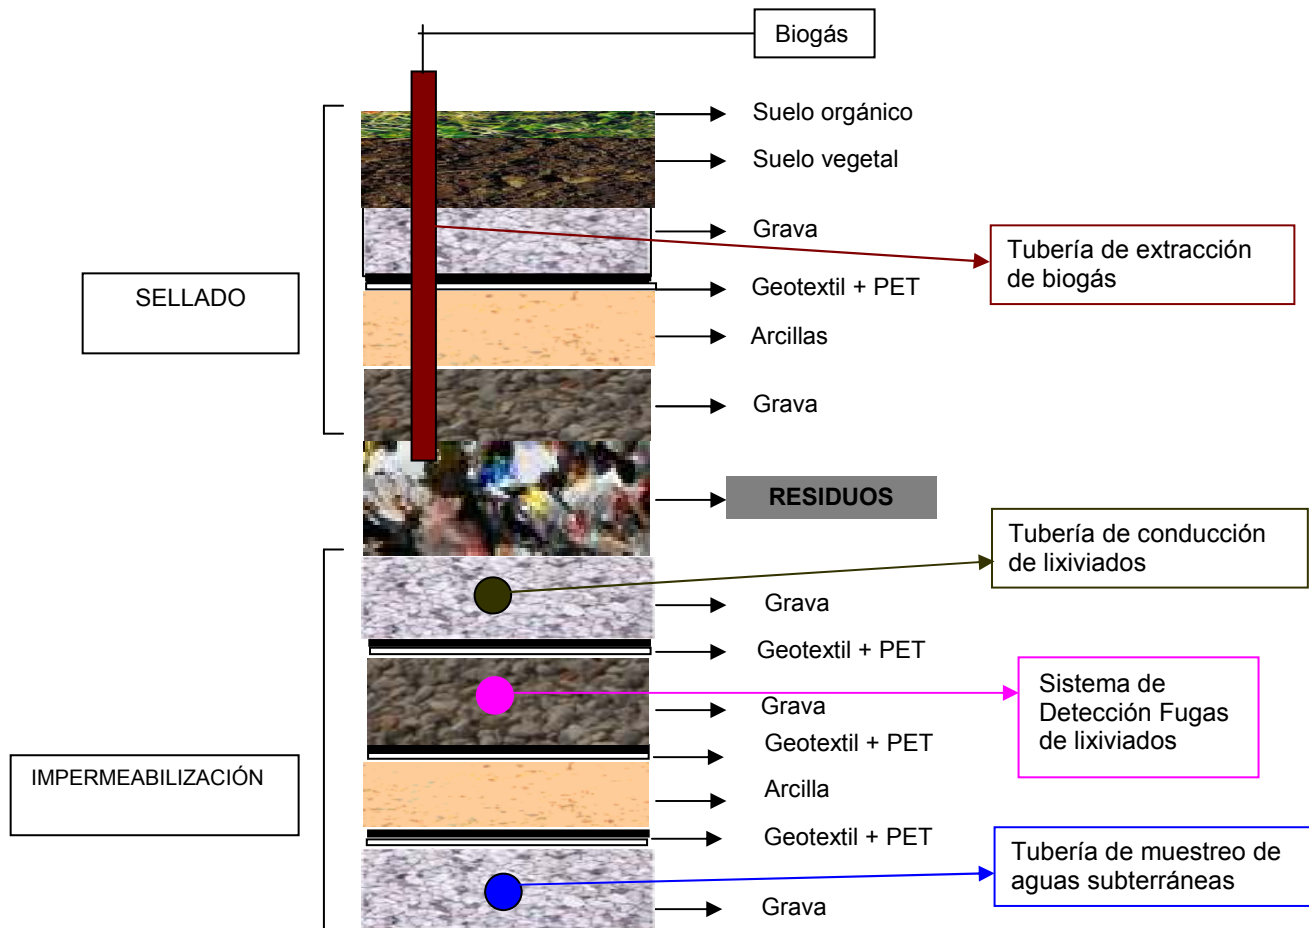 Biogás
Suelo orgánico
Suelo vegetal
Grava
Tubería de extracción
de biogás
SELLADO
Geotextil + PET
Arcillas
Grava
RESIDUOS
Tubería de conducción
de lixiviados
Grava
Geotextil + PET
Sistema de
Detección Fugas
de lixiviados
Grava
Geotextil + PET
IMPERMEABILIZACIÓN
Arcilla
Geotextil + PET
Tubería de muestreo de
aguas subterráneas
Grava